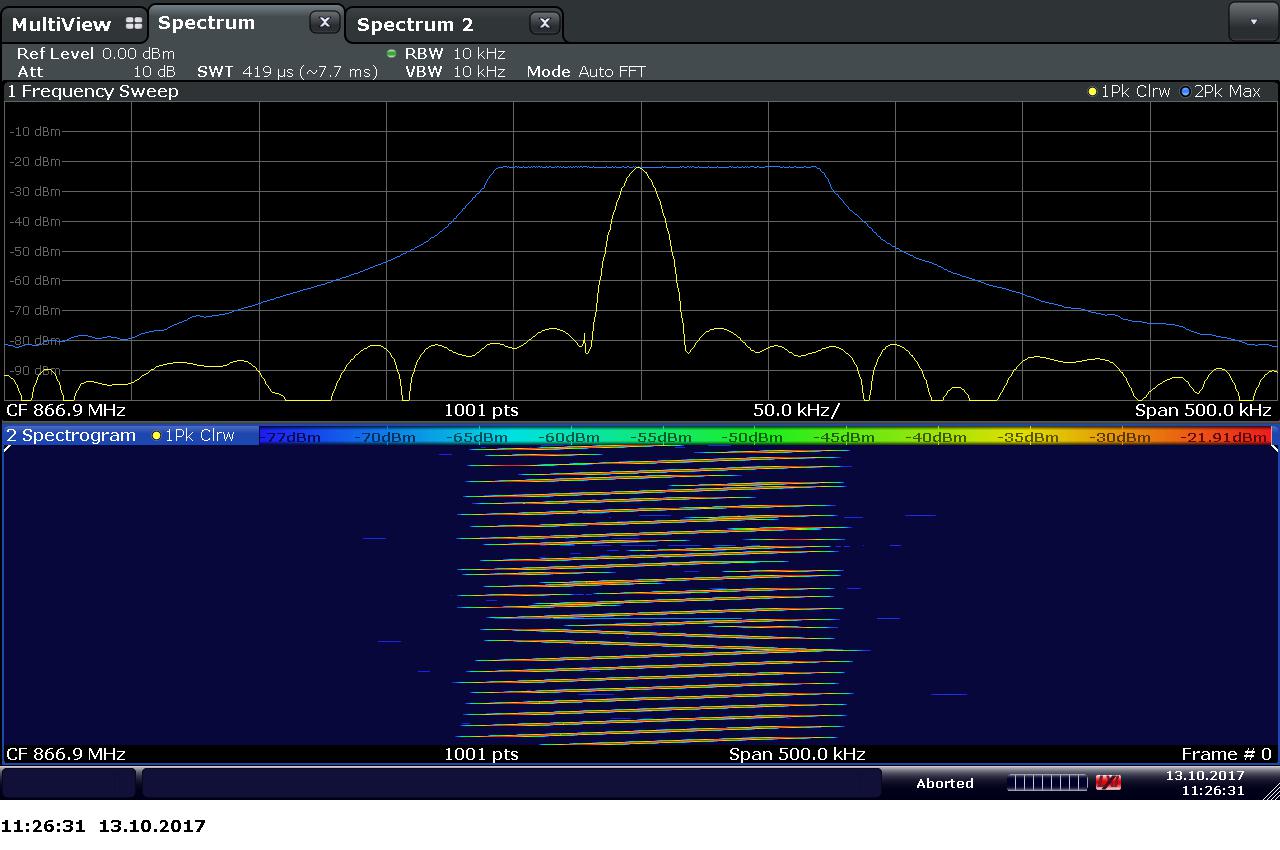 MultiView Spectrum X Spectrum 2 X
Ref Level 0.00 dBm RBW 10 kHz
Att 10 dB SWT 419 µs (~7.7 ms) VBW 10 kHz Mode Auto FFT
1 Frequency Sweep 1Pk Clrw 2Pk Max
-10 dBm
-20 dBm
-30 dBm
-40 dBm
-50 dBm
-60 dBm
-70 dBm
-80 dBm
-90 dBm
CF 866.9 MHz 1001 pts 50.0 kHz/ Span 500.0 kHz
2 Spectrogram 1Pk Clrw -77dBm -70dBm -65dBm -60dBm -55dBm -50dBm -45dBm -40dBm -35dBm -30dBm -21.91dBm
CF 866.9 MHz 1001 pts Span 500.0 kHz Frame # 0
Aborted 13.10.2017
11:26:31
11:26:31 13.10.2017